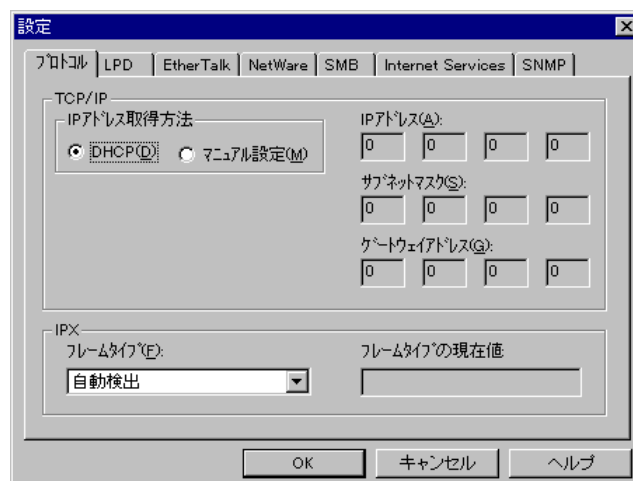 設定
ﾌﾟﾛﾄｺﾙ LPD EtherTalk NetWare SMB Internet Services SNMP
TCP/IP
IPｱﾄﾞﾚｽ取得方法
DHCP(D) ﾏﾆｭｱﾙ設定(M)
IPｱﾄﾞﾚｽ(A):
0 0 0 0
ｻﾌﾞﾈｯﾄﾏｽｸ(S):
0 0 0 0
ｹﾞｰﾄｳｪｲｱﾄﾞﾚｽ(G):
0 0 0 0
IPX
ﾌﾚｰﾑﾀｲﾌﾟ(F):
自動検出
ﾌﾚｰﾑﾀｲﾌﾟの現在値:
OK キャンセル ヘルプ